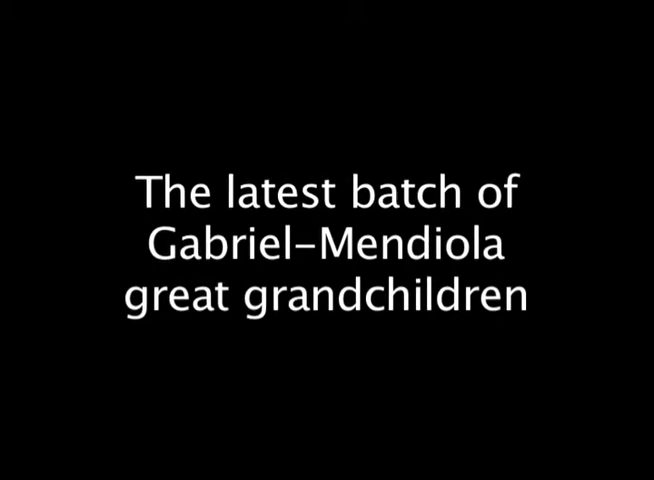 The latest batch of
Gabriel-Mendiola
great grandchildren